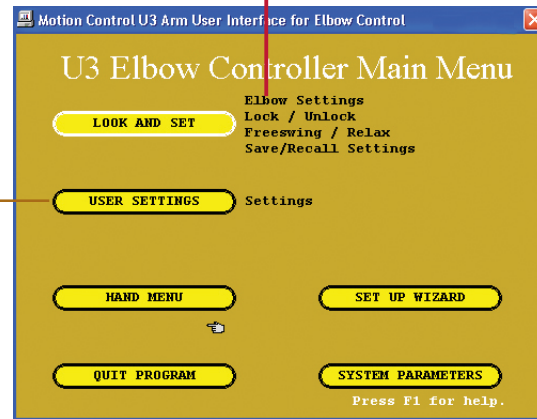 Motion Control U3 Arm User Interface for Elbow Control
U3 Elbow Controller Main Menu
LOOK AND SET
Elbow Settings
Lock / Unlock
Freeswing / Relax
Save/Recall Settings
USER SETTINGS
Settings
HAND MENU
SET UP WIZARD
QUIT PROGRAM
SYSTEM PARAMETERS
Press F1 for help.